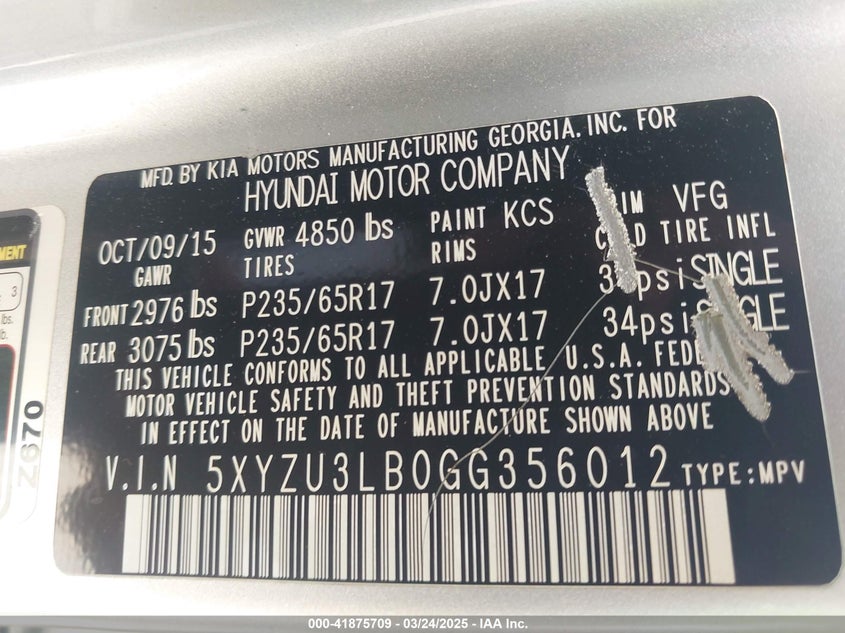 MFD. BY KIA MOTORS MANUFACTURING GEORGIA. INC. FOR
HYUNDAI MOTOR COMPANY
OCT/09/15 GVWR 4850 lbs PAINT KCS VFG
GAWR TIRES RIMS TIRE INFL
FRONT 2976 lbs P235/65R17 7.0JX17 psi SINGLE
REAR 3075 lbs P235/65R17 7.0JX17 34psi
THIS VEHICLE CONFORMS TO ALL APPLICABLE U.S.A.
MOTOR VEHICLE SAFETY AND THEFT PREVENTION STANDARDS
IN EFFECT ON THE DATE OF MANUFACTURE SHOWN ABOVE
V.I.N 5XYZU3LB0GG356012 TYPE:MPV
Z670
3
lbs.
lb.
000-41875709 - 03/24/2025 - IAA Inc.